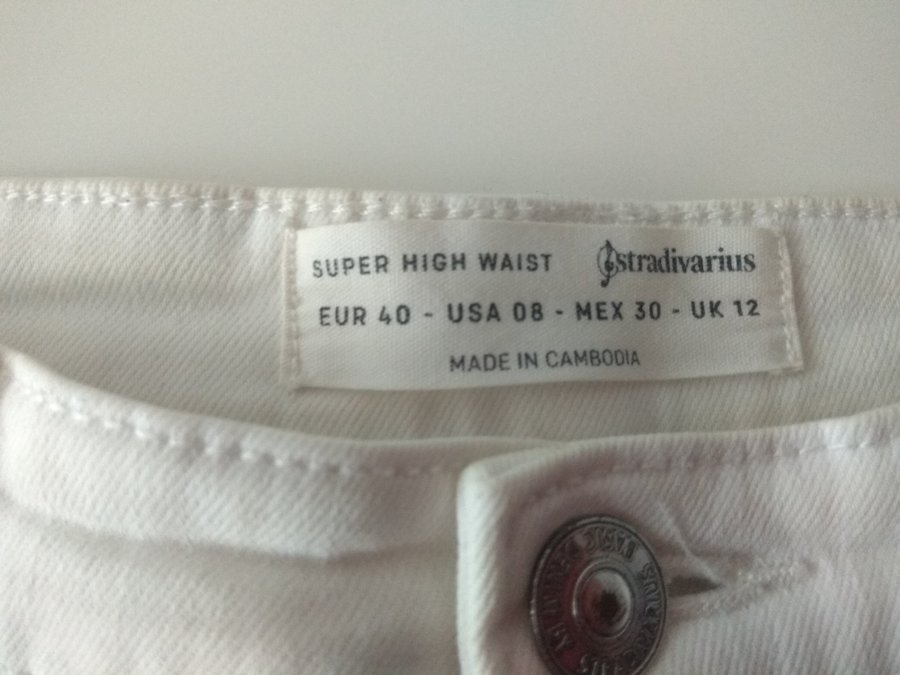 SUPER HIGH WAIST stradivarius
EUR 40 - USA 08 - MEX 30 - UK 12
MADE IN CAMBODIA